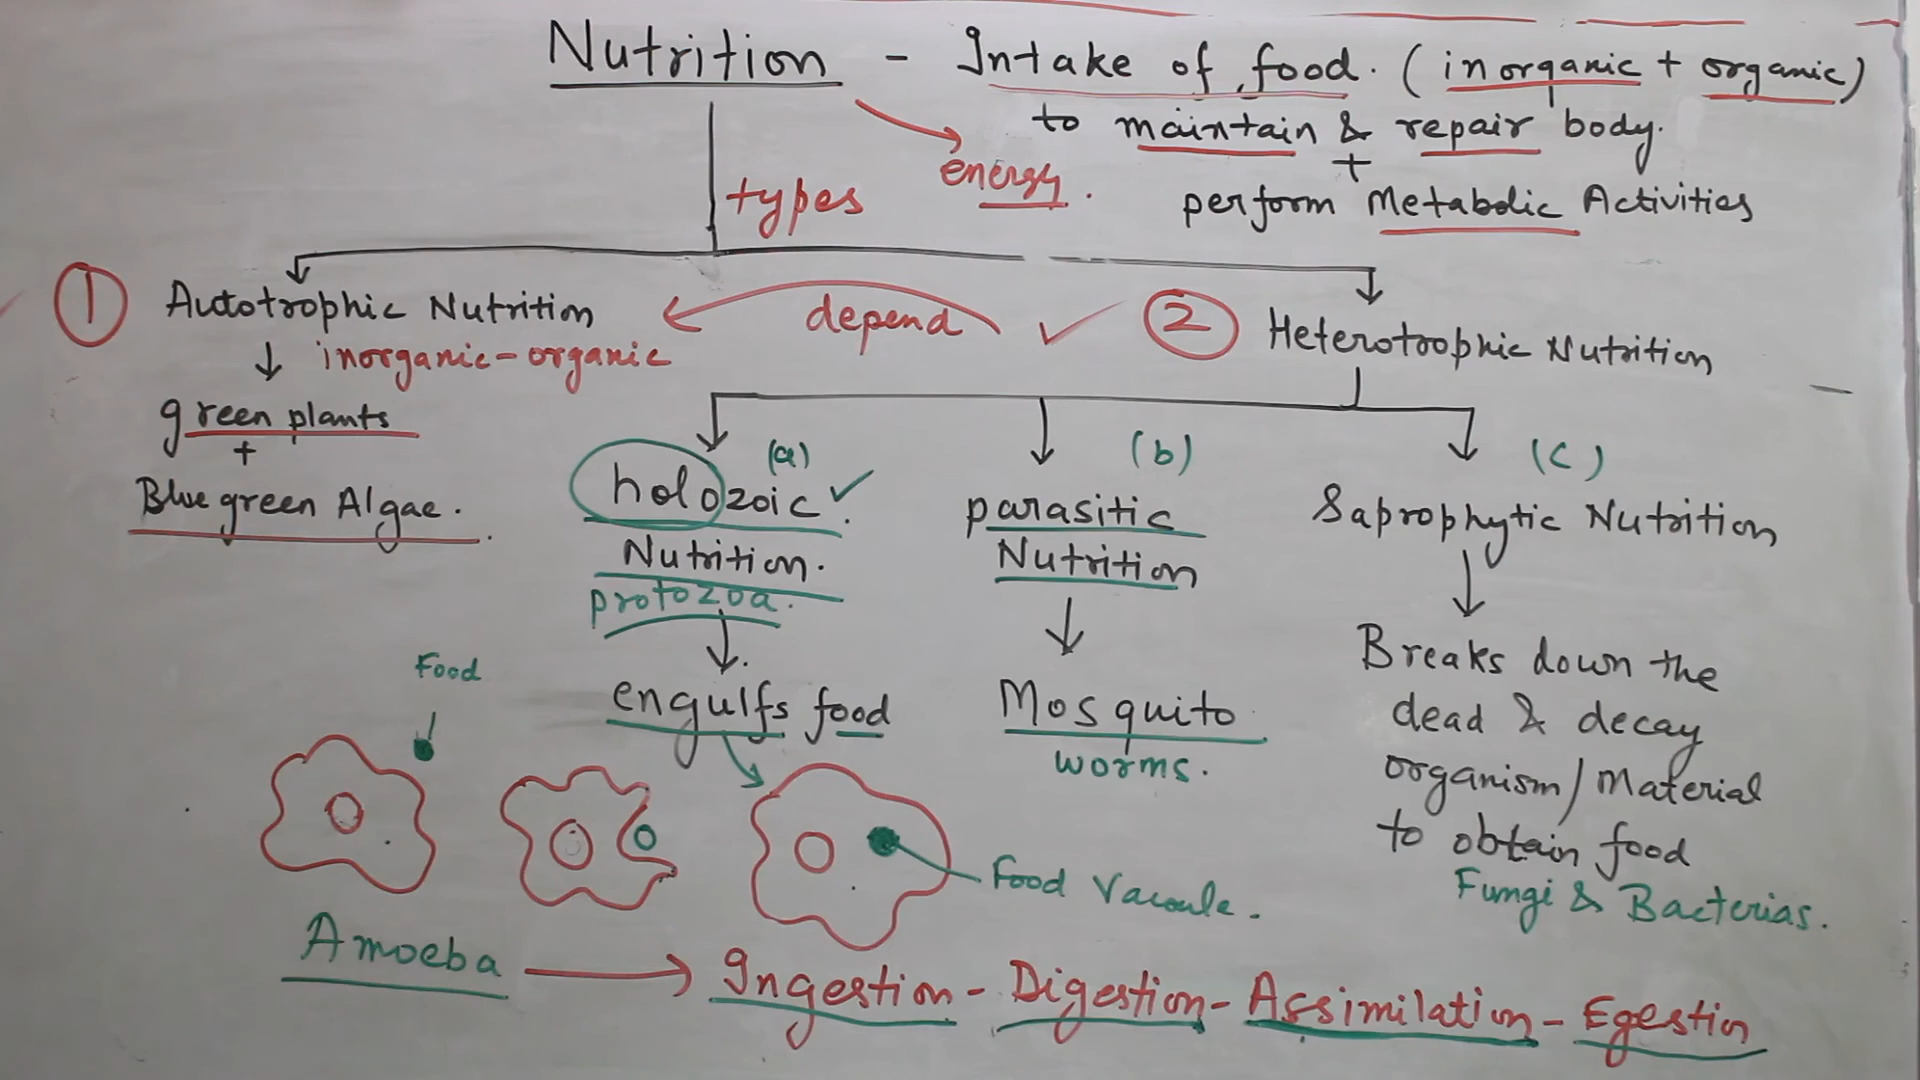 Nutrition - Intake of food. (inorganic + organic)
to maintain & repair body.
+
energy.
perform Metabolic Activities
types
1 Autotrophic Nutrition
depend
2 Heterotrophic Nutrition
inorganic-organic
green plants
+
Blue green Algae.
(a)
holozoic
Nutrition.
protozoa.
engulfs food
(b)
parasitic
Nutrition
Mosquito
worms.
(c)
Saprophytic Nutrition
Breaks down the
dead & decay
organism/Material
to obtain food
Fungi & Bacterias.
Food
Food Vacoule.
Amoeba
Ingestion - Digestion - Assimilation - Egestion